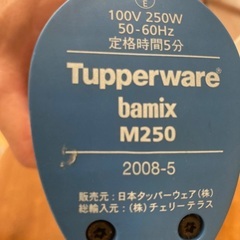 E
100V 250W
50-60Hz
定格時間5分
Tupperware
bamix
M250
2008-5
販売元:日本タッパーウェア(株)
総輸入元:(株)チェリーテラス